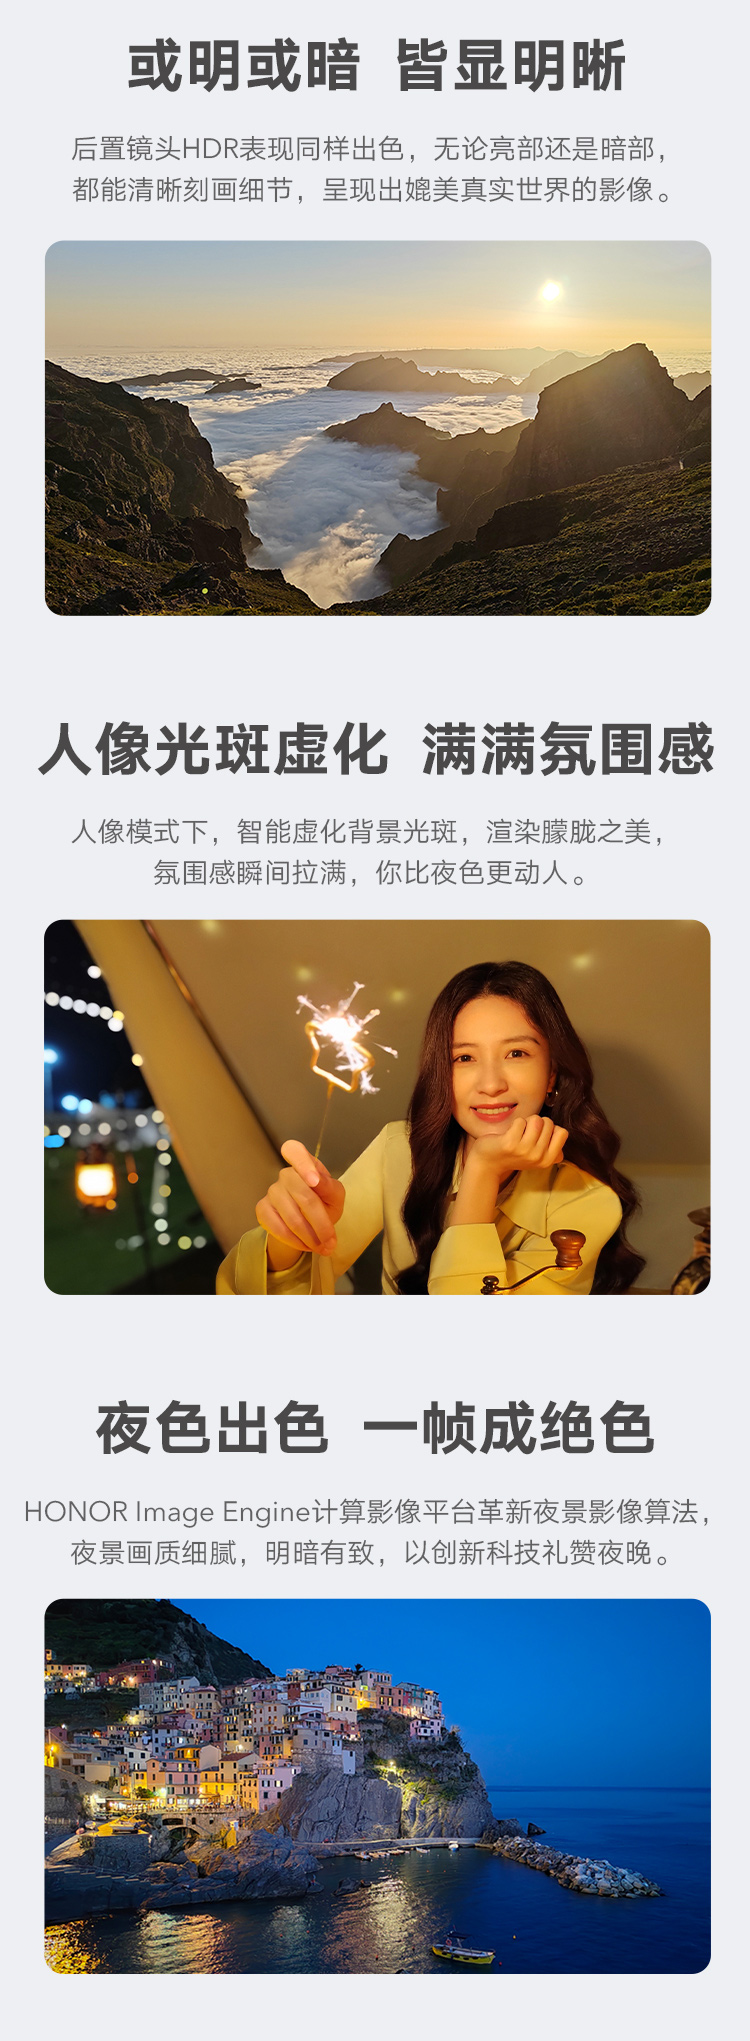 或明或暗 皆显明晰
后置镜头HDR表现同样出色，无论亮部还是暗部，
都能清晰刻画细节，呈现出媲美真实世界的影像。
人像光斑虚化 满满氛围感
人像模式下，智能虚化背景光斑，渲染朦胧之美，
氛围感瞬间拉满，你比夜色更动人。
夜色出色 一帧成绝色
HONOR Image Engine计算影像平台革新夜景影像算法，
夜景画质细腻，明暗有致，以创新科技礼赞夜晚。